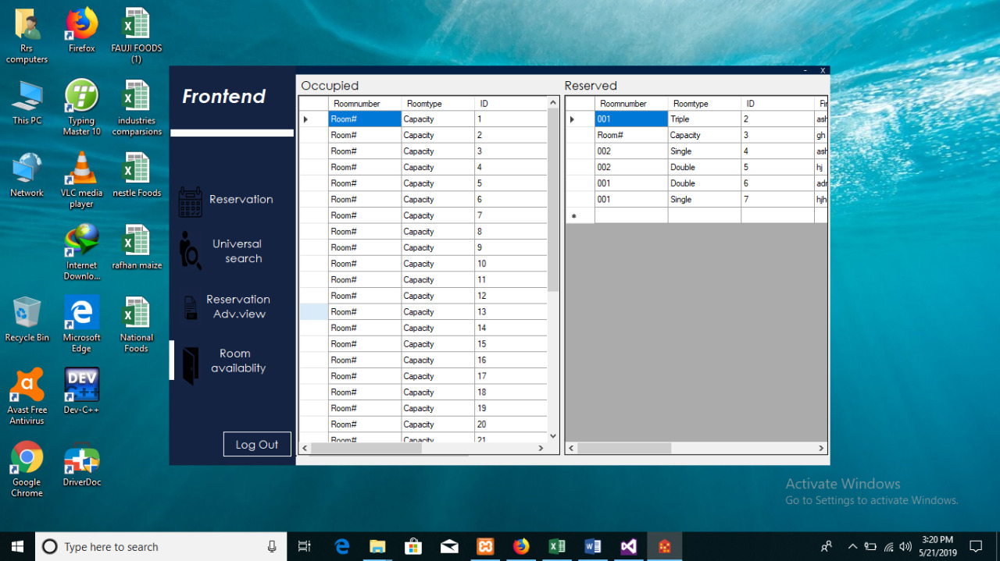 Rrs
computers
Firefox
FAUJI FOODS
(1)
This PC
Typing
Master 10
industries
comparsions
Network
VLC media
player
nestle Foods
Internet
Downlo...
rafhan maize
Recycle Bin
Microsoft
Edge
National
Foods
Avast Free
Antivirus
DEV
Dev-C++
Google
Chrome
DriverDoc
- X
Frontend
Reservation
Universal
search
Reservation
Adv.view
Room
availablity
Log Out
Occupied
Roomnumber Roomtype ID
Room# Capacity 1
Room# Capacity 2
Room# Capacity 3
Room# Capacity 4
Room# Capacity 5
Room# Capacity 6
Room# Capacity 7
Room# Capacity 8
Room# Capacity 9
Room# Capacity 10
Room# Capacity 11
Room# Capacity 12
Room# Capacity 13
Room# Capacity 14
Room# Capacity 15
Room# Capacity 16
Room# Capacity 17
Room# Capacity 18
Room# Capacity 19
Room# Capacity 20
Room# Capacity 21
Reserved
Roomnumber Roomtype ID
001 Triple 2 ash
Room# Capacity 3 gh
002 Single 4 ash
002 Double 5 hj
001 Double 6
001 Single 7 hjh
Activate Windows
Go to Settings to activate Windows.
Type here to search
3:20 PM
5/21/2019